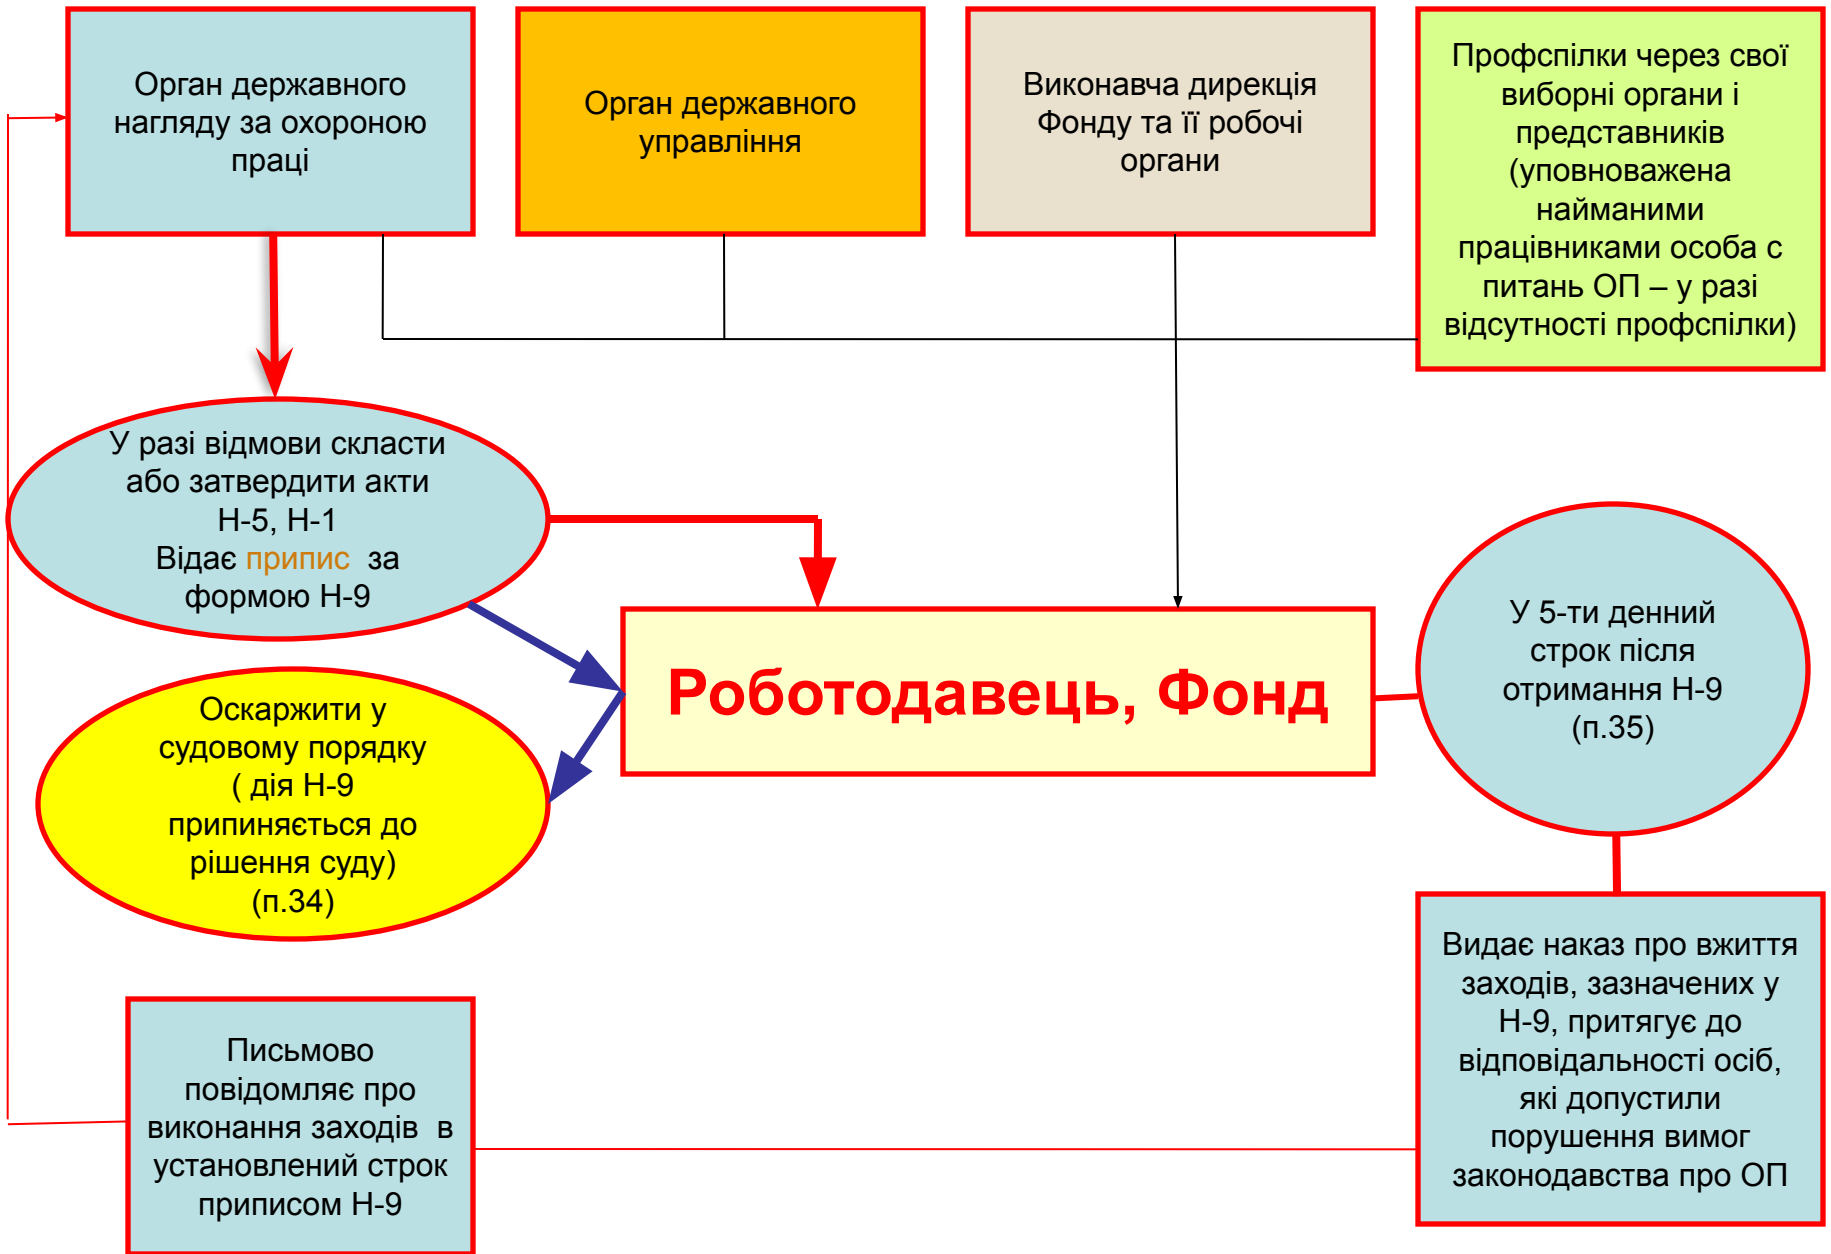 Орган державного
нагляду за охороною
праці
Орган державного
управління
Виконавча дирекція
Фонду та її робочі
органи
Профспілки через свої
виборні органи і
представників
(уповноважена
найманими
працівниками особа с
питань ОП – у разі
відсутності профспілки)
У разі відмови скласти
або затвердити акти
Н-5, Н-1
Відає припис за
формою Н-9
Роботодавець, Фонд
У 5-ти денний
строк після
отримання Н-9
(п.35)
Оскаржити у
судовому порядку
( дія Н-9
припиняється до
рішення суду)
(п.34)
Видає наказ про вжиття
заходів, зазначених у
Н-9, притягує до
відповідальності осіб,
які допустили
порушення вимог
законодавства про ОП
Письмово
повідомляє про
виконання заходів в
установлений строк
приписом Н-9